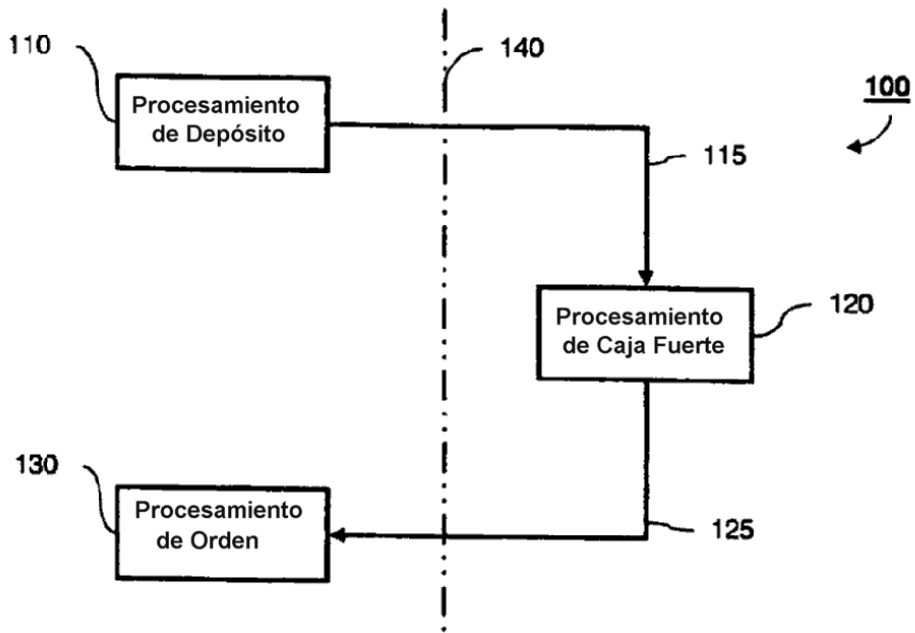 110
140
100
Procesamiento
de Depósito
115
Procesamiento
de Caja Fuerte
120
130
Procesamiento
de Orden
125